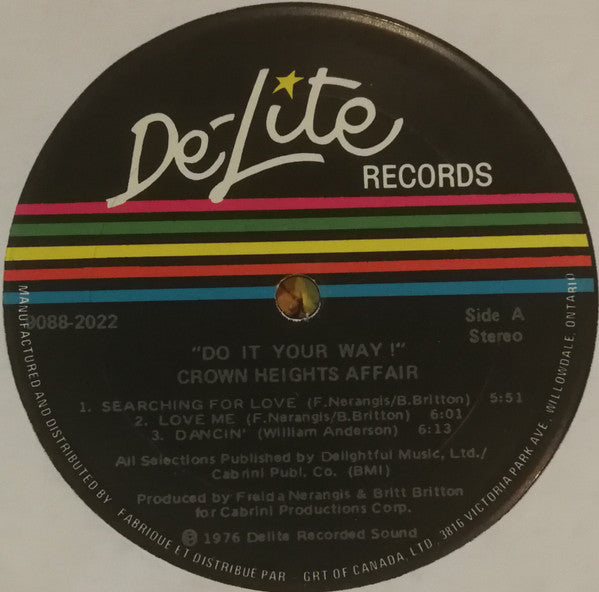 De-Lite
RECORDS
9088-2022
Side A
Stereo
"DO IT YOUR WAY!"
CROWN HEIGHTS AFFAIR
1. SEARCHING FOR LOVE (F.Nerangis/B.Britton) 5:51
2. LOVE ME (F.Nerangis/B.Britton) 6:01
3. DANCIN' (William Anderson) 6:13
All Selections Published by Delightful Music, Ltd./
Cabrini Publ. Co. (BMI)
Produced by Freida Nerangis & Britt Britton
for Cabrini Productions Corp.
℗ 1976 Delite Recorded Sound
MANUFACTURED AND DISTRIBUTED BY FABRIQUE ET DISTRIBUÉ PAR - GRT OF CANADA, LTD. 3816 VICTORIA PARK AVE. WILLOWDALE, ONTARIO